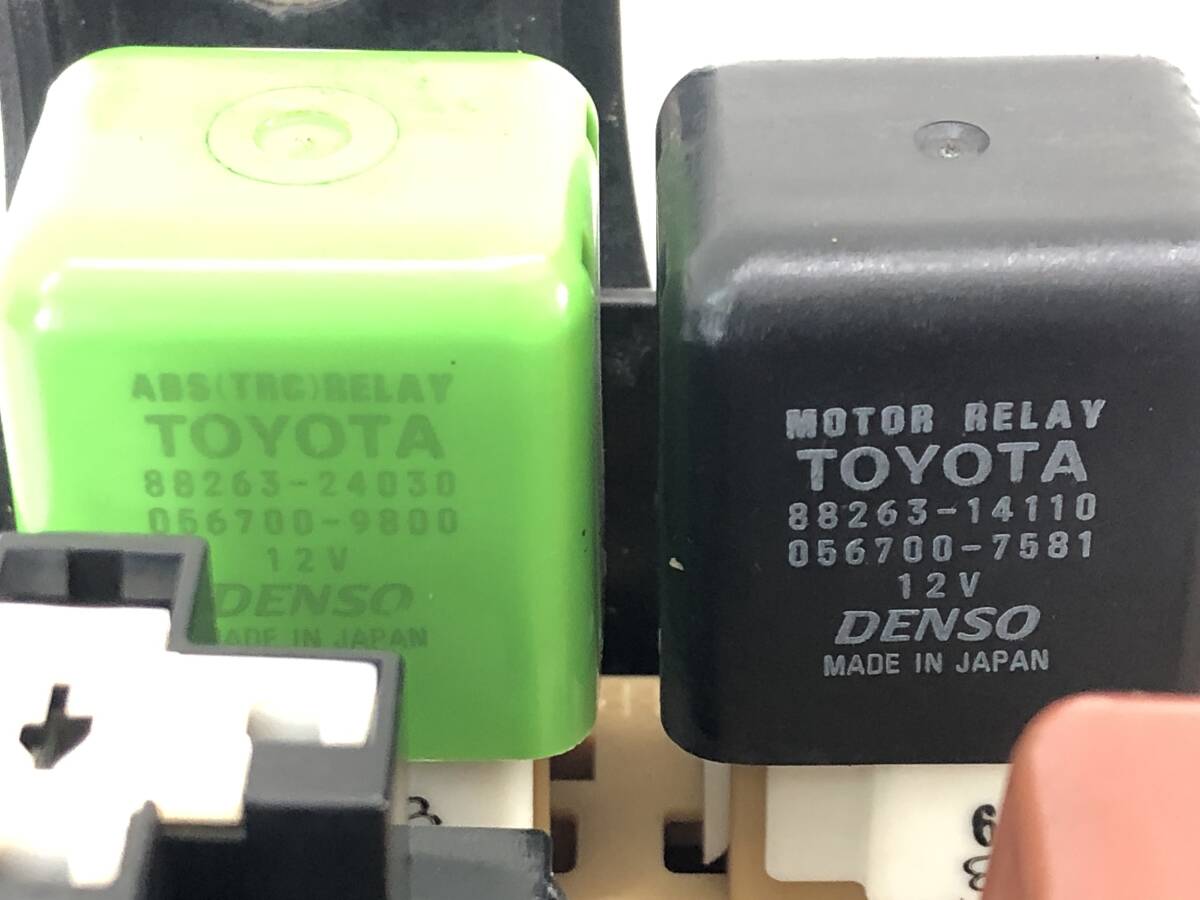 ABS(TRC)RELAY
TOYOTA
88263-24030
056700-9800
12V
DENSO
MADE IN JAPAN
MOTOR RELAY
TOYOTA
88263-14110
056700-7581
12V
DENSO
MADE IN JAPAN
6